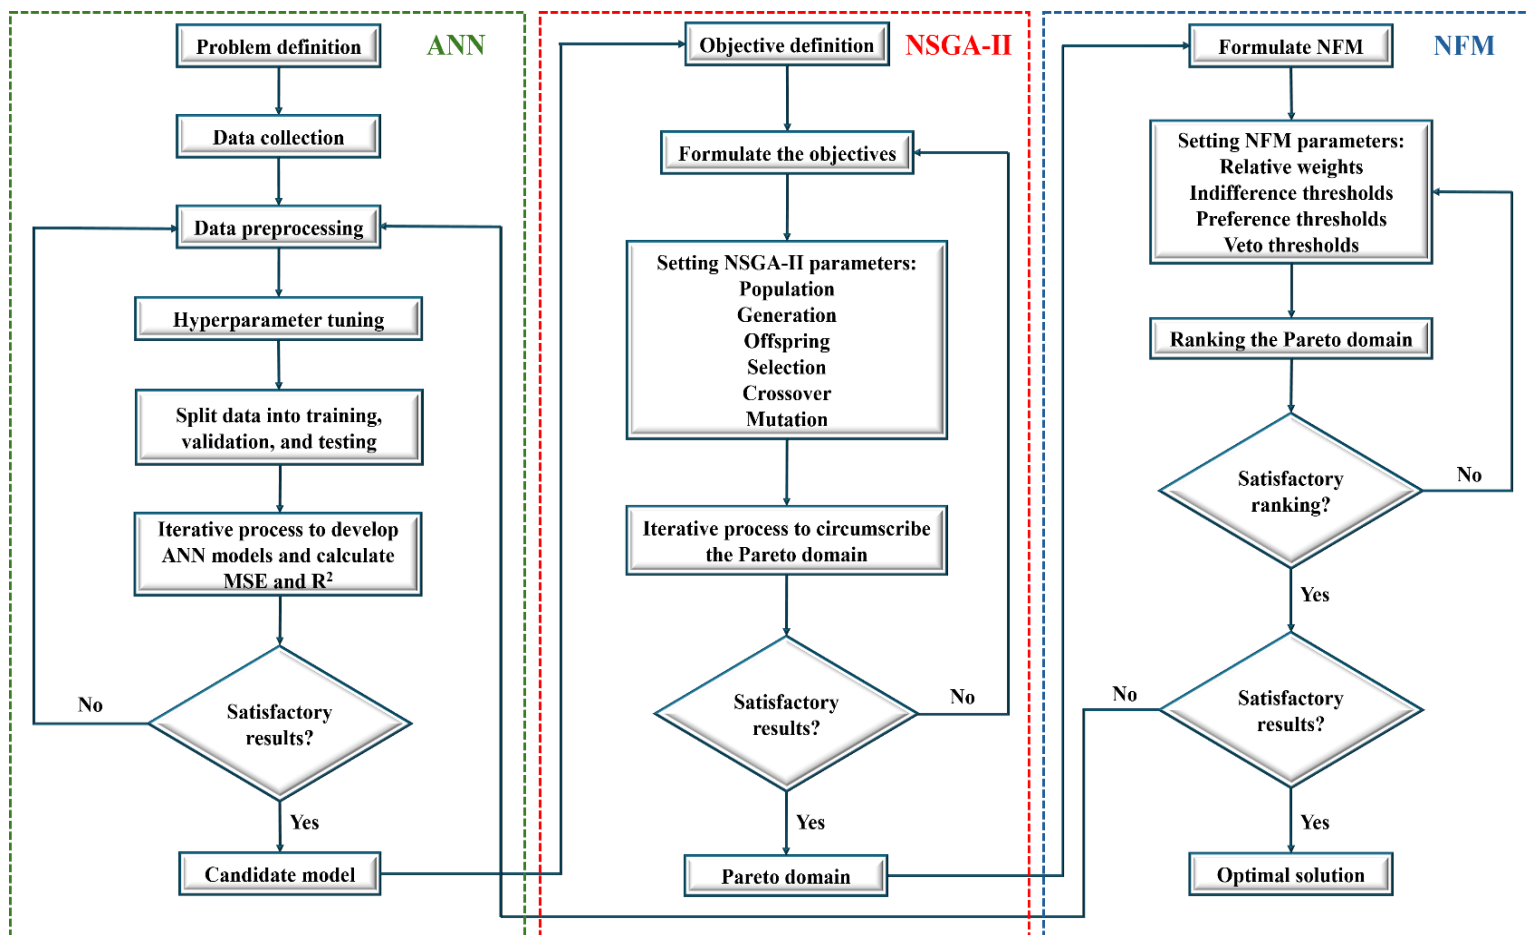 ANN
Problem definition
Data collection
Data preprocessing
Hyperparameter tuning
Split data into training,
validation, and testing
Iterative process to develop
ANN models and calculate
MSE and R²
Satisfactory
results?
No
Yes
Candidate model
NSGA-II
Objective definition
Formulate the objectives
Setting NSGA-II parameters:
Population
Generation
Offspring
Selection
Crossover
Mutation
Iterative process to circumscribe
the Pareto domain
Satisfactory
results?
No
Yes
Pareto domain
NFM
Formulate NFM
Setting NFM parameters:
Relative weights
Indifference thresholds
Preference thresholds
Veto thresholds
Ranking the Pareto domain
Satisfactory
ranking?
No
Yes
Satisfactory
results?
No
Yes
Optimal solution